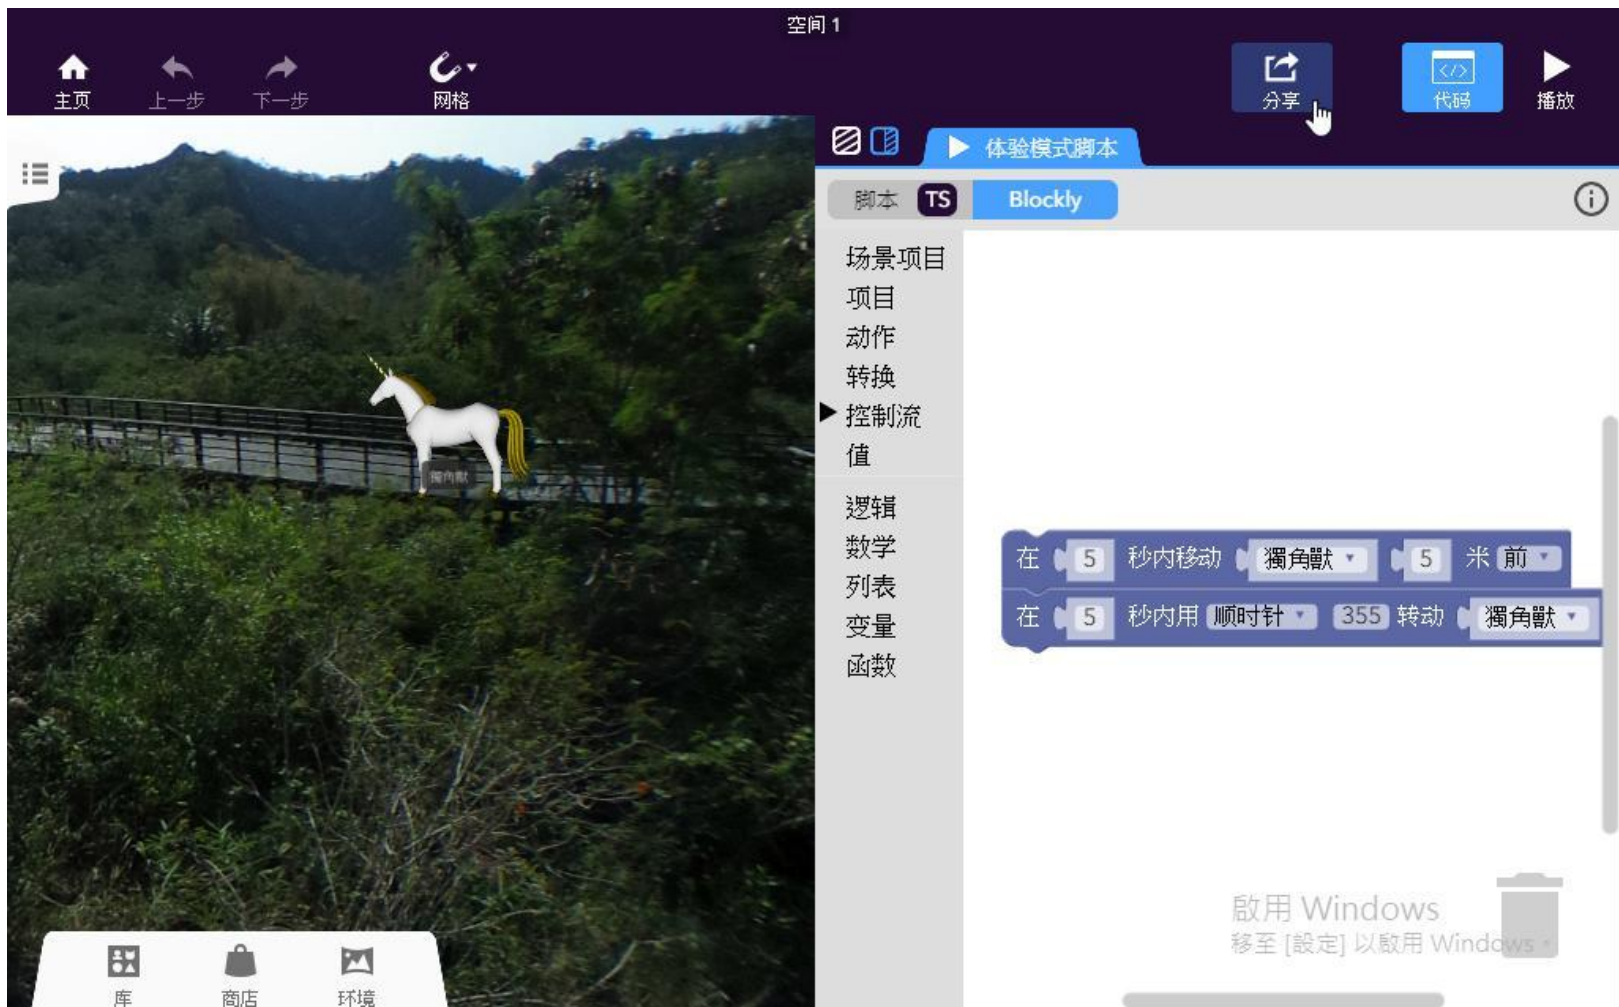 空间 1
主页
上一步
下一步
网格
分享
</>
代码
播放
体验模式脚本
脚本 TS Blockly
场景项目
项目
动作
转换
控制流
值
逻辑
数学
列表
变量
函数
在 5 秒内移动 獨角獸 5 米 前
在 5 秒内用 顺时针 355 转动 獨角獸
獨角獸
啟用 Windows
移至 [設定] 以啟用 Windows。
库
商店
环境